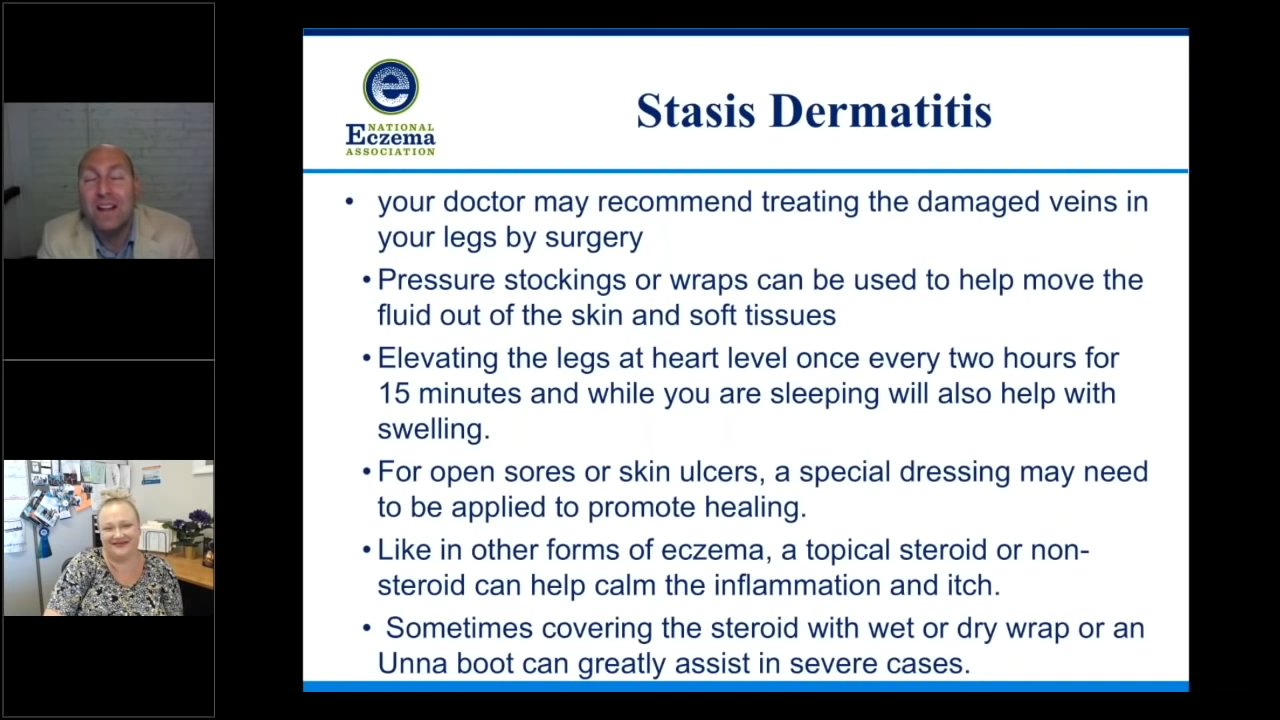 NATIONAL
Eczema
ASSOCIATION
Stasis Dermatitis
• your doctor may recommend treating the damaged veins in
your legs by surgery
• Pressure stockings or wraps can be used to help move the
fluid out of the skin and soft tissues
• Elevating the legs at heart level once every two hours for
15 minutes and while you are sleeping will also help with
swelling.
• For open sores or skin ulcers, a special dressing may need
to be applied to promote healing.
• Like in other forms of eczema, a topical steroid or non-
steroid can help calm the inflammation and itch.
• Sometimes covering the steroid with wet or dry wrap or an
Unna boot can greatly assist in severe cases.